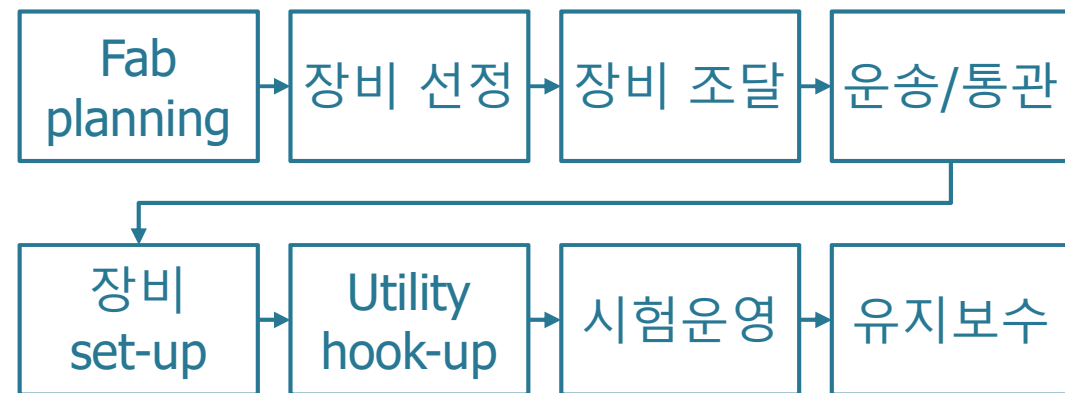 Fab
planning
장비 선정
장비 조달
운송/통관
장비
set-up
Utility
hook-up
시험운영
유지보수